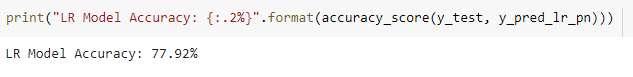 print("LR Model Accuracy: {:.2%}".format(accuracy_score(y_test, y_pred_lr_pn)))
LR Model Accuracy: 77.92%